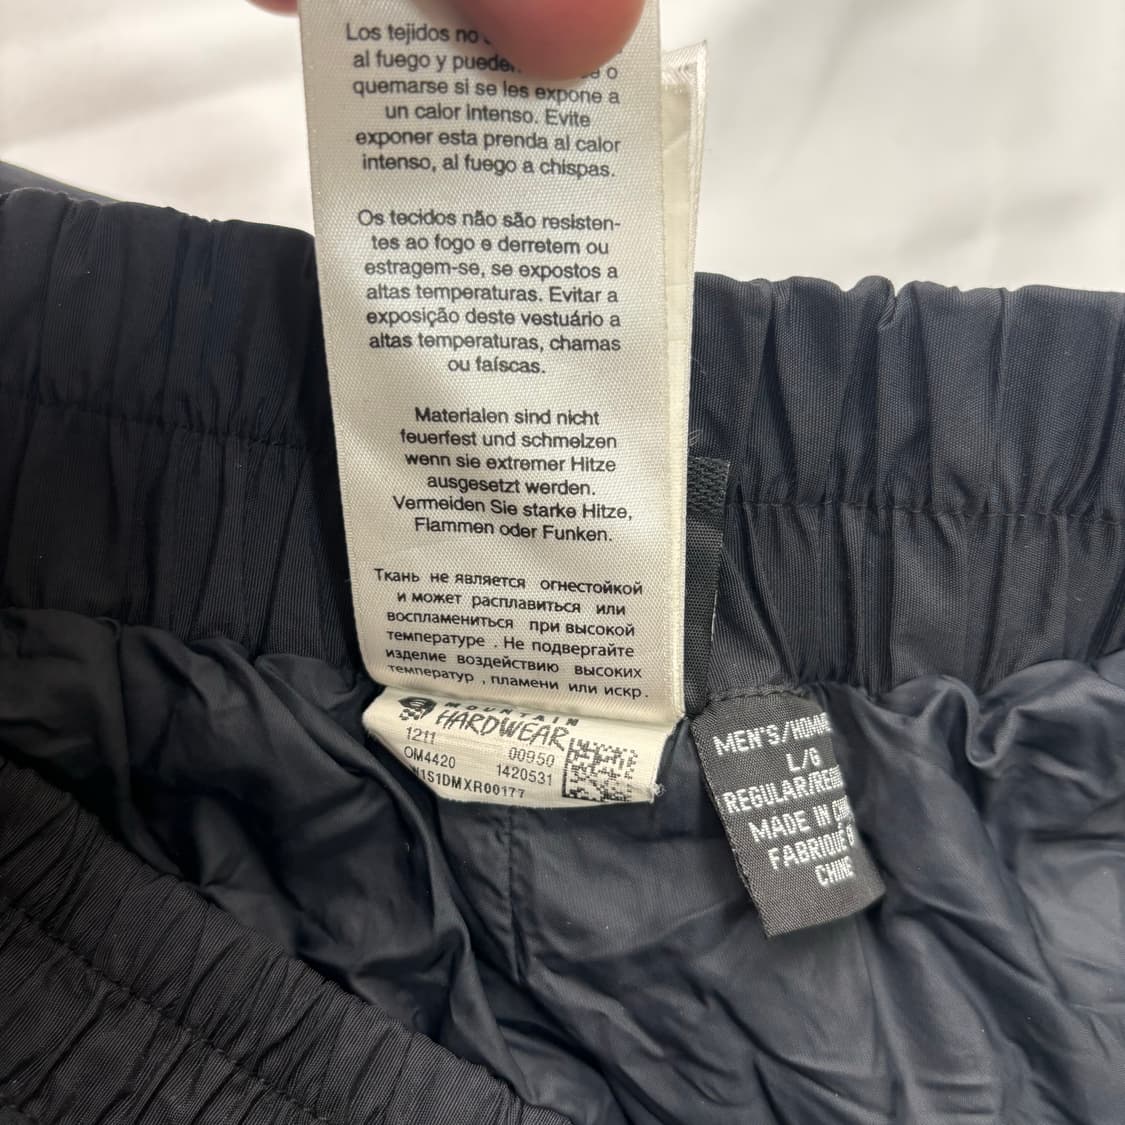 Los tejidos no
al fuego y o
quemarse si se les expone a
un calor intenso. Evite
exponer esta prenda al calor
intenso, al fuego a chispas.
Os tecidos não são resisten-
tes ao fogo e derretem ou
estragem-se, se expostos a
altas temperaturas. Evitar a
exposição deste vestuário a
altas temperaturas, chamas
ou faíscas.
Materialen sind nicht
feuerfest und schmelzen
wenn sie extremer Hitze
ausgesetzt werden.
Vermeiden Sie starke Hitze,
Flammen oder Funken.
Ткань не является огнестойкой
и может расплавиться или
воспламениться при высокой
температуре . Не подвергайте
изделие воздействию высоких
температур , пламени или искр .
MOUNTAIN
HARDWEAR
1211 00950
OM4420 1420531
MEN'S/HOMME
L/G
REGULAR/
MADE IN
FABRIQUÉ
CHINE